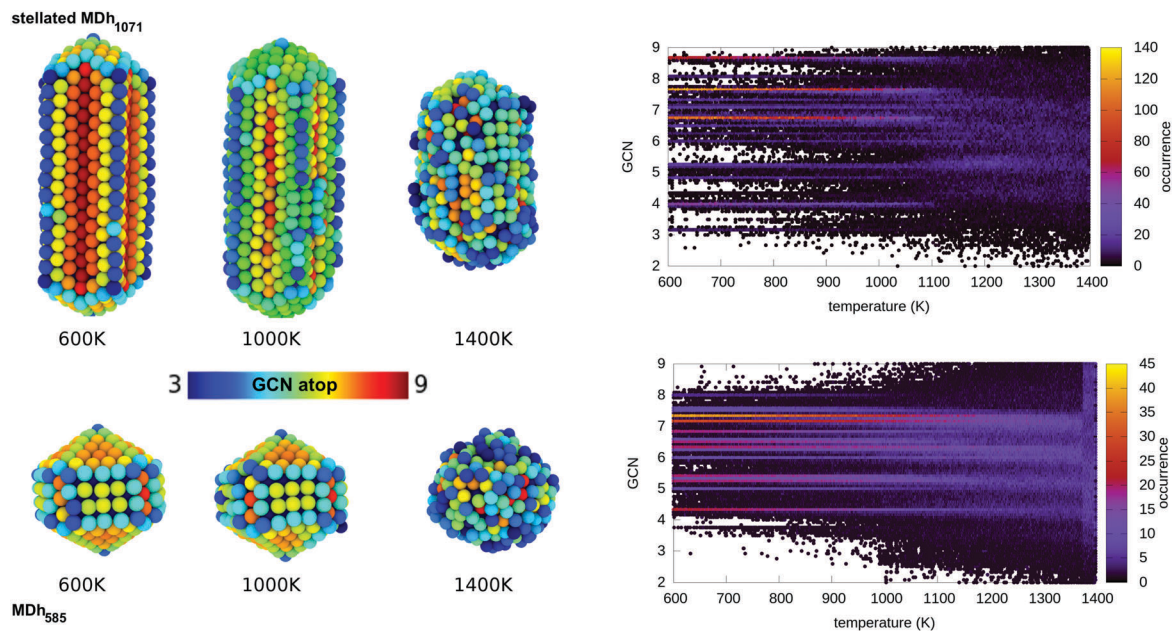 stellated MDh1071
600K
1000K
1400K
3 GCN atop 9
600K
1000K
1400K
MDh585
9
8
7
6
5
4
3
2
GCN
600 700 800 900 1000 1100 1200 1300 1400
temperature (K)
140
120
100
80
60
40
20
0
occurrence
9
8
7
6
5
4
3
2
GCN
600 700 800 900 1000 1100 1200 1300 1400
temperature (K)
45
40
35
30
25
20
15
10
5
0
occurrence